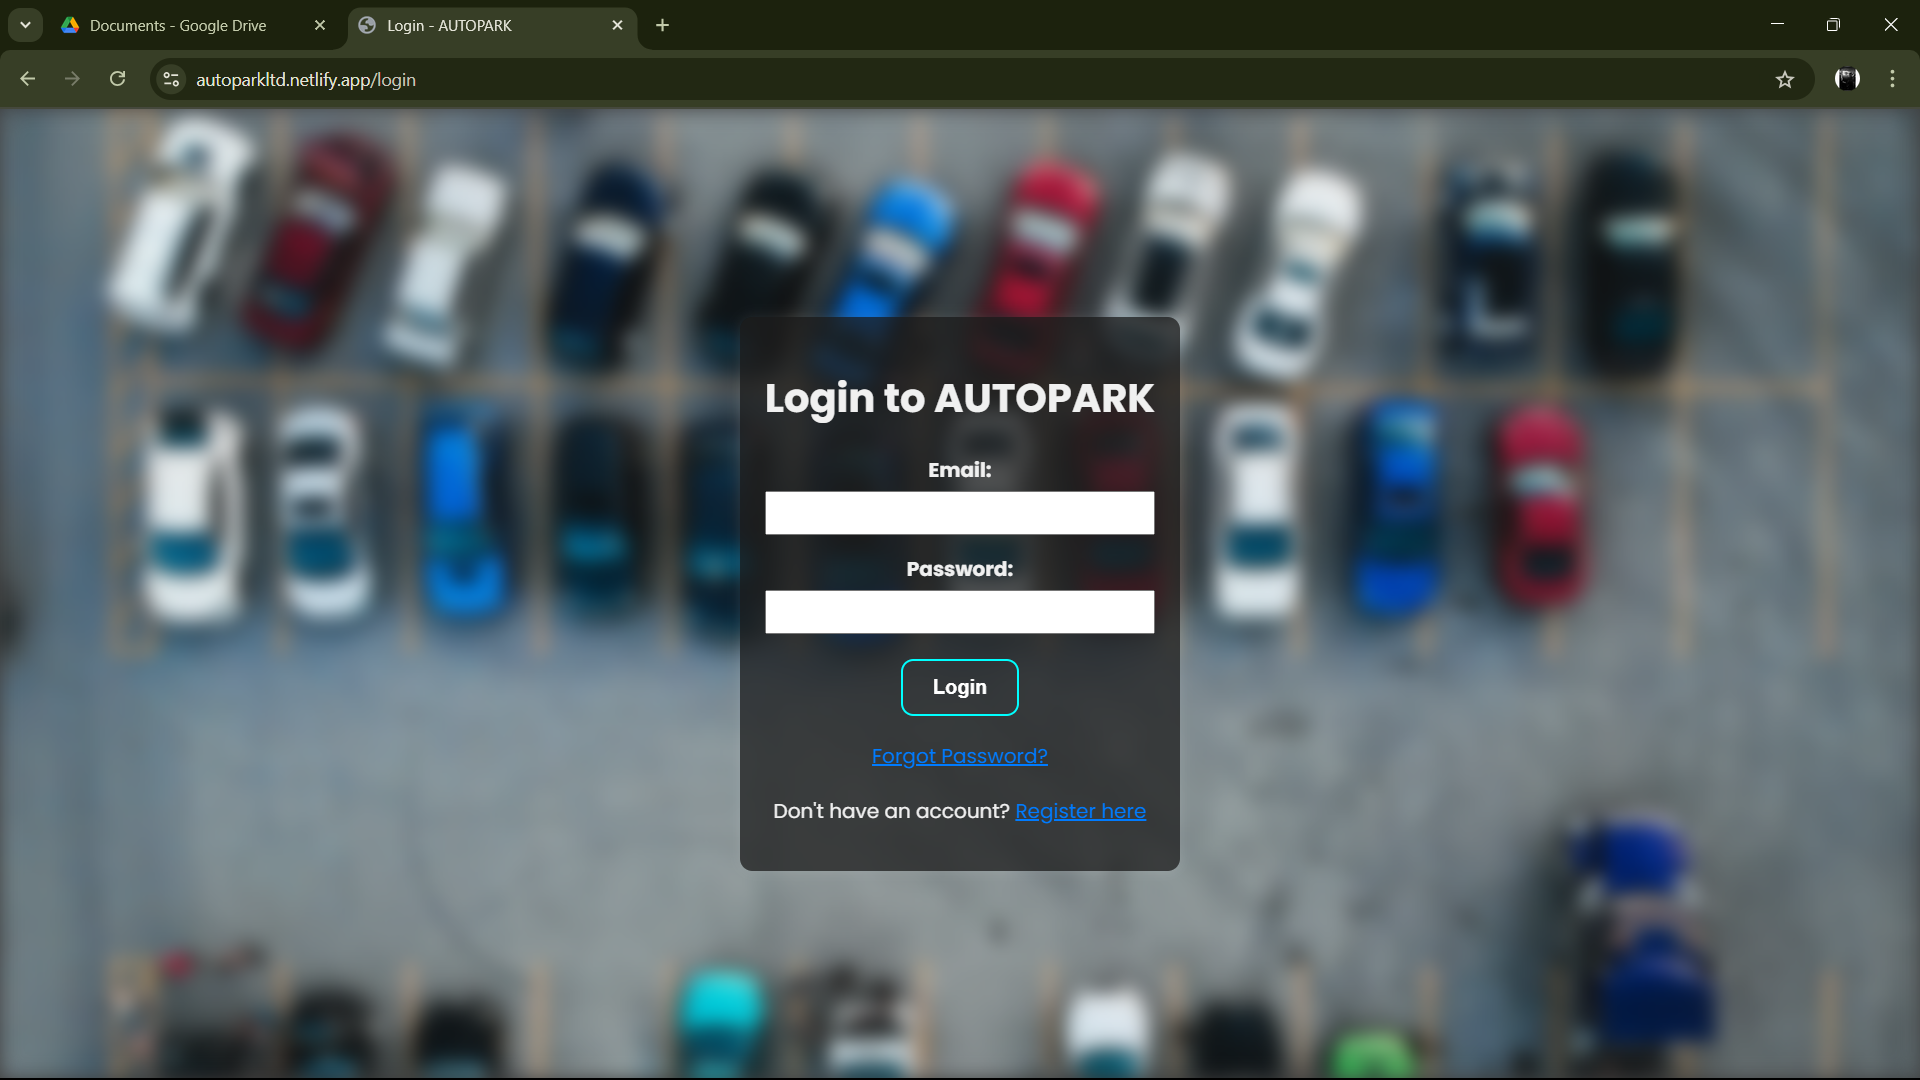 Documents - Google Drive
Login - AUTOPARK
autoparkltd.netlify.app/login
Login to AUTOPARK
Email:
Password:
Login
Forgot Password?
Don't have an account? Register here